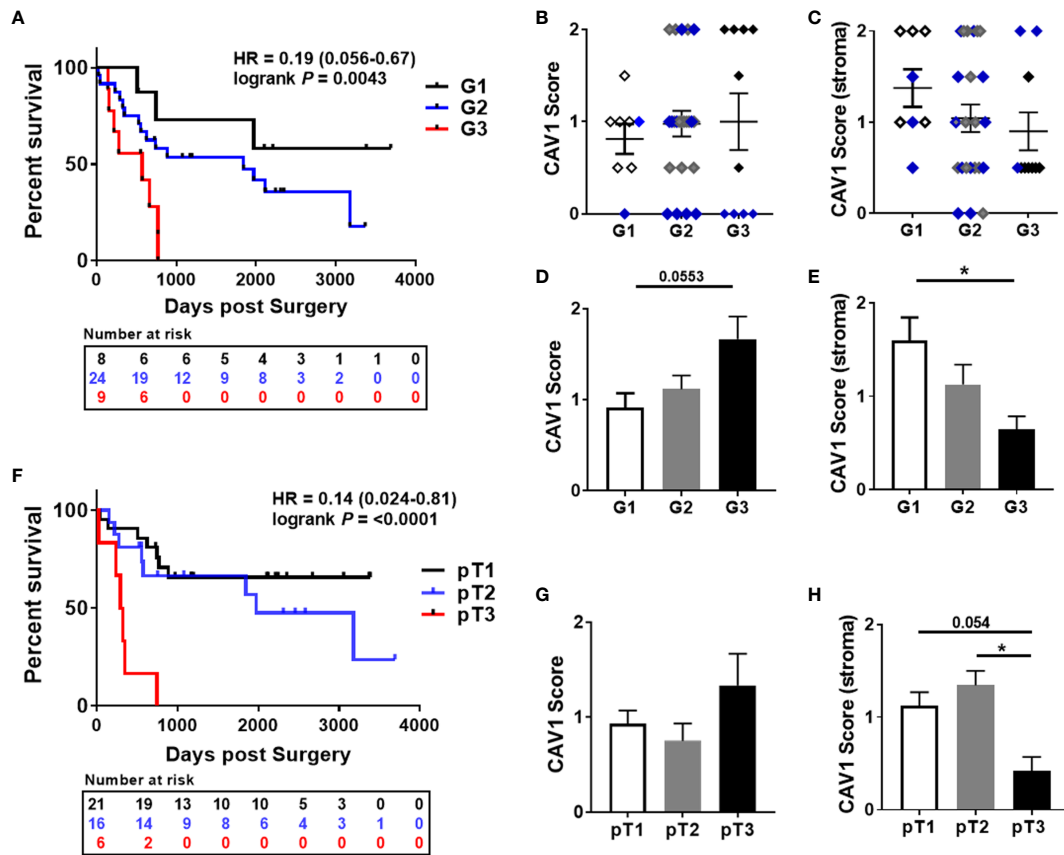 A
HR = 0.19 (0.056-0.67)
logrank P = 0.0043
G1
G2
G3
Percent survival
100
50
0
0 1000 2000 3000 4000
Days post Surgery
Number at risk
8 6 6 5 4 3 1 1 0
24 19 12 9 8 3 2 0 0
9 6 0 0 0 0 0 0 0
B
CAV1 Score
2
1
0
G1 G2 G3
C
CAV1 Score (stroma)
2
1
0
G1 G2 G3
D
0.0553
CAV1 Score
2
1
0
G1 G2 G3
E
*
CAV1 Score (stroma)
2
1
0
G1 G2 G3
F
HR = 0.14 (0.024-0.81)
logrank P = <0.0001
pT1
pT2
pT3
Percent survival
100
50
0
0 1000 2000 3000 4000
Days post Surgery
Number at risk
21 19 13 10 10 5 3 0 0
16 14 9 8 6 4 3 1 0
6 2 0 0 0 0 0 0 0
G
CAV1 Score
2
1
0
pT1 pT2 pT3
H
0.054
*
CAV1 Score (stroma)
2
1
0
pT1 pT2 pT3